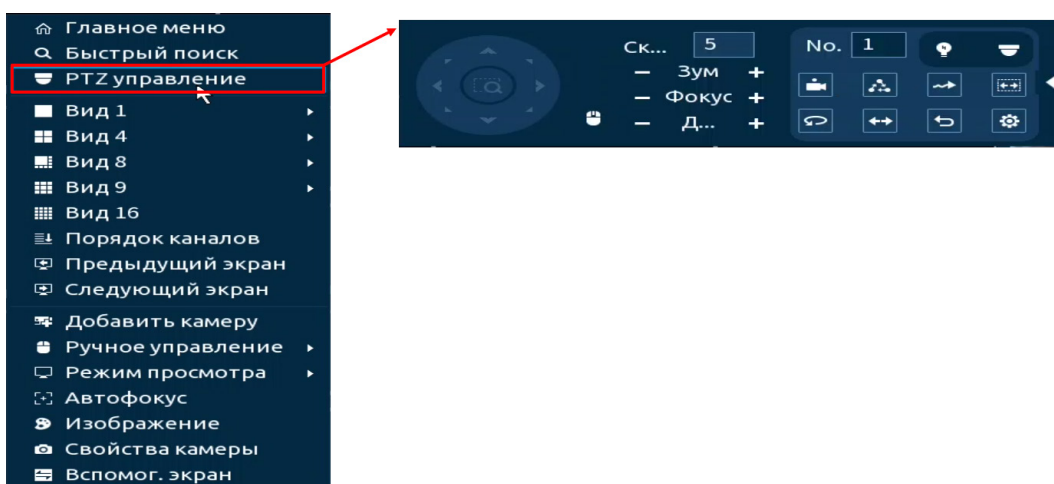 Главное меню
Быстрый поиск
PTZ управление
Вид 1
Вид 4
Вид 8
Вид 9
Вид 16
Порядок каналов
Предыдущий экран
Следующий экран
Добавить камеру
Ручное управление
Режим просмотра
Автофокус
Изображение
Свойства камеры
Вспомог. экран
Ск... 5 No. 1
– Зум +
– Фокус +
– Д... +